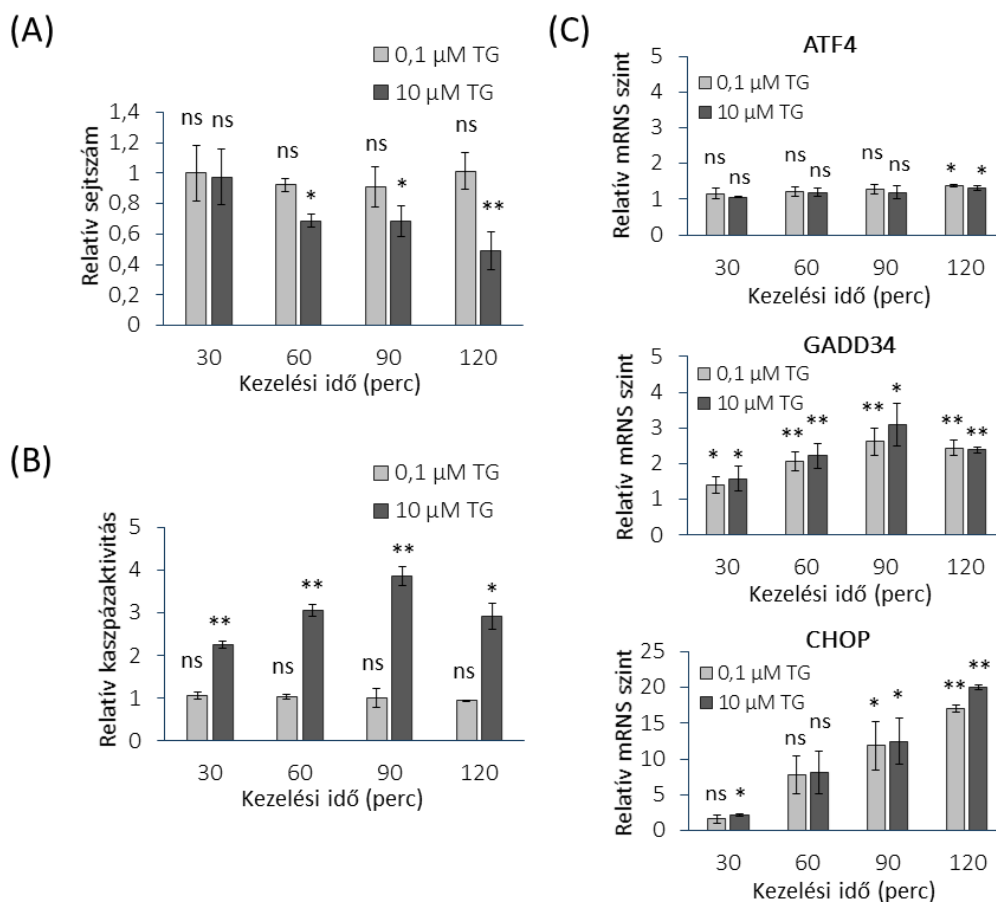 (A)
0,1 µM TG
10 µM TG
Relatív sejtszám
1,4
1,2
1
0,8
0,6
0,4
0,2
0
ns ns ns * ns * ns **
30 60 90 120
Kezelési idő (perc)
(B)
0,1 µM TG
10 µM TG
Relatív kaszpázaktivitás
5
4
3
2
1
0
ns ** ns ** ns ** ns *
30 60 90 120
Kezelési idő (perc)
(C)
ATF4
0,1 µM TG
10 µM TG
Relatív mRNS szint
5
4
3
2
1
0
ns ns ns ns ns ns * *
30 60 90 120
Kezelési idő (perc)
GADD34
0,1 µM TG
10 µM TG
Relatív mRNS szint
5
4
3
2
1
0
* * ** ** ** * ** **
30 60 90 120
Kezelési idő (perc)
CHOP
0,1 µM TG
10 µM TG
Relatív mRNS szint
25
20
15
10
5
0
ns * ns ns * * ** **
30 60 90 120
Kezelési idő (perc)